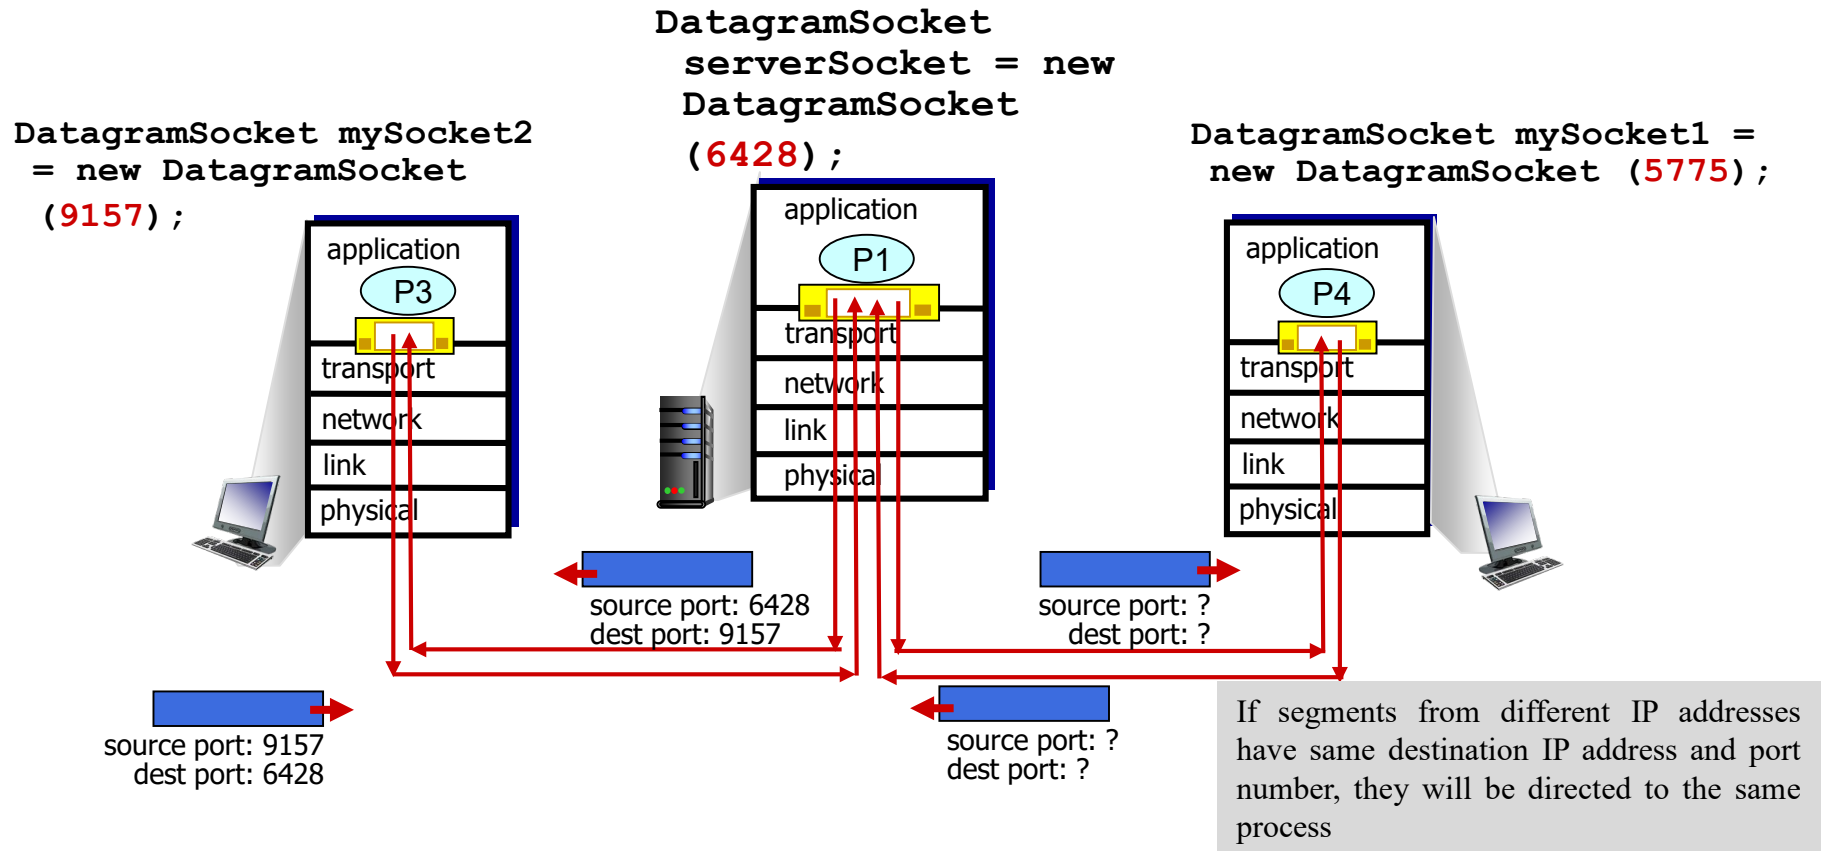 DatagramSocket
serverSocket = new
DatagramSocket
(6428);
DatagramSocket mySocket2
= new DatagramSocket
(9157);
DatagramSocket mySocket1 =
new DatagramSocket (5775);
application
P3
transport
network
link
physical
application
P1
transport
network
link
physical
application
P4
transport
network
link
physical
source port: 6428
dest port: 9157
source port: ?
dest port: ?
source port: 9157
dest port: 6428
source port: ?
dest port: ?
If segments from different IP addresses
have same destination IP address and port
number, they will be directed to the same
process